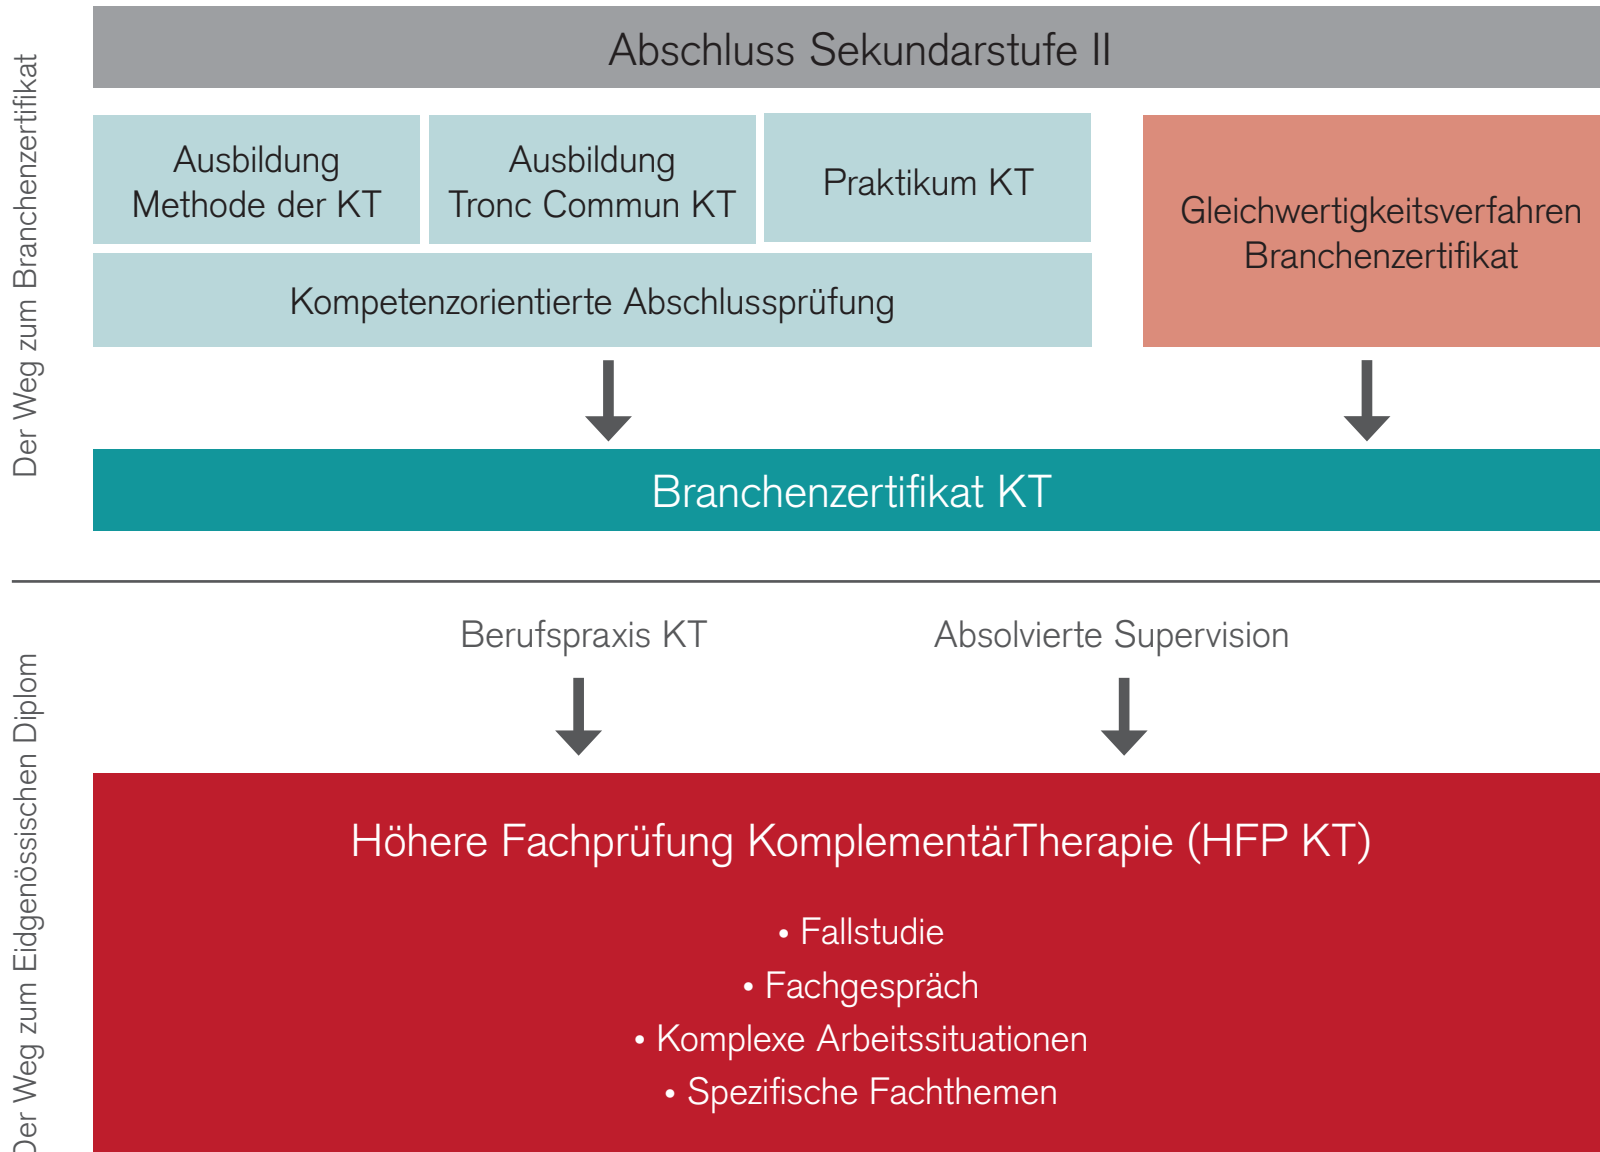 Der Weg zum Branchenzertifikat
Abschluss Sekundarstufe II
Ausbildung
Methode der KT
Ausbildung
Tronc Commun KT
Praktikum KT
Kompetenzorientierte Abschlussprüfung
Gleichwertigkeitsverfahren
Branchenzertifikat
Branchenzertifikat KT
Der Weg zum Eidgenössischen Diplom
Berufspraxis KT
Absolvierte Supervision
Höhere Fachprüfung KomplementärTherapie (HFP KT)
• Fallstudie
• Fachgespräch
• Komplexe Arbeitssituationen
• Spezifische Fachthemen